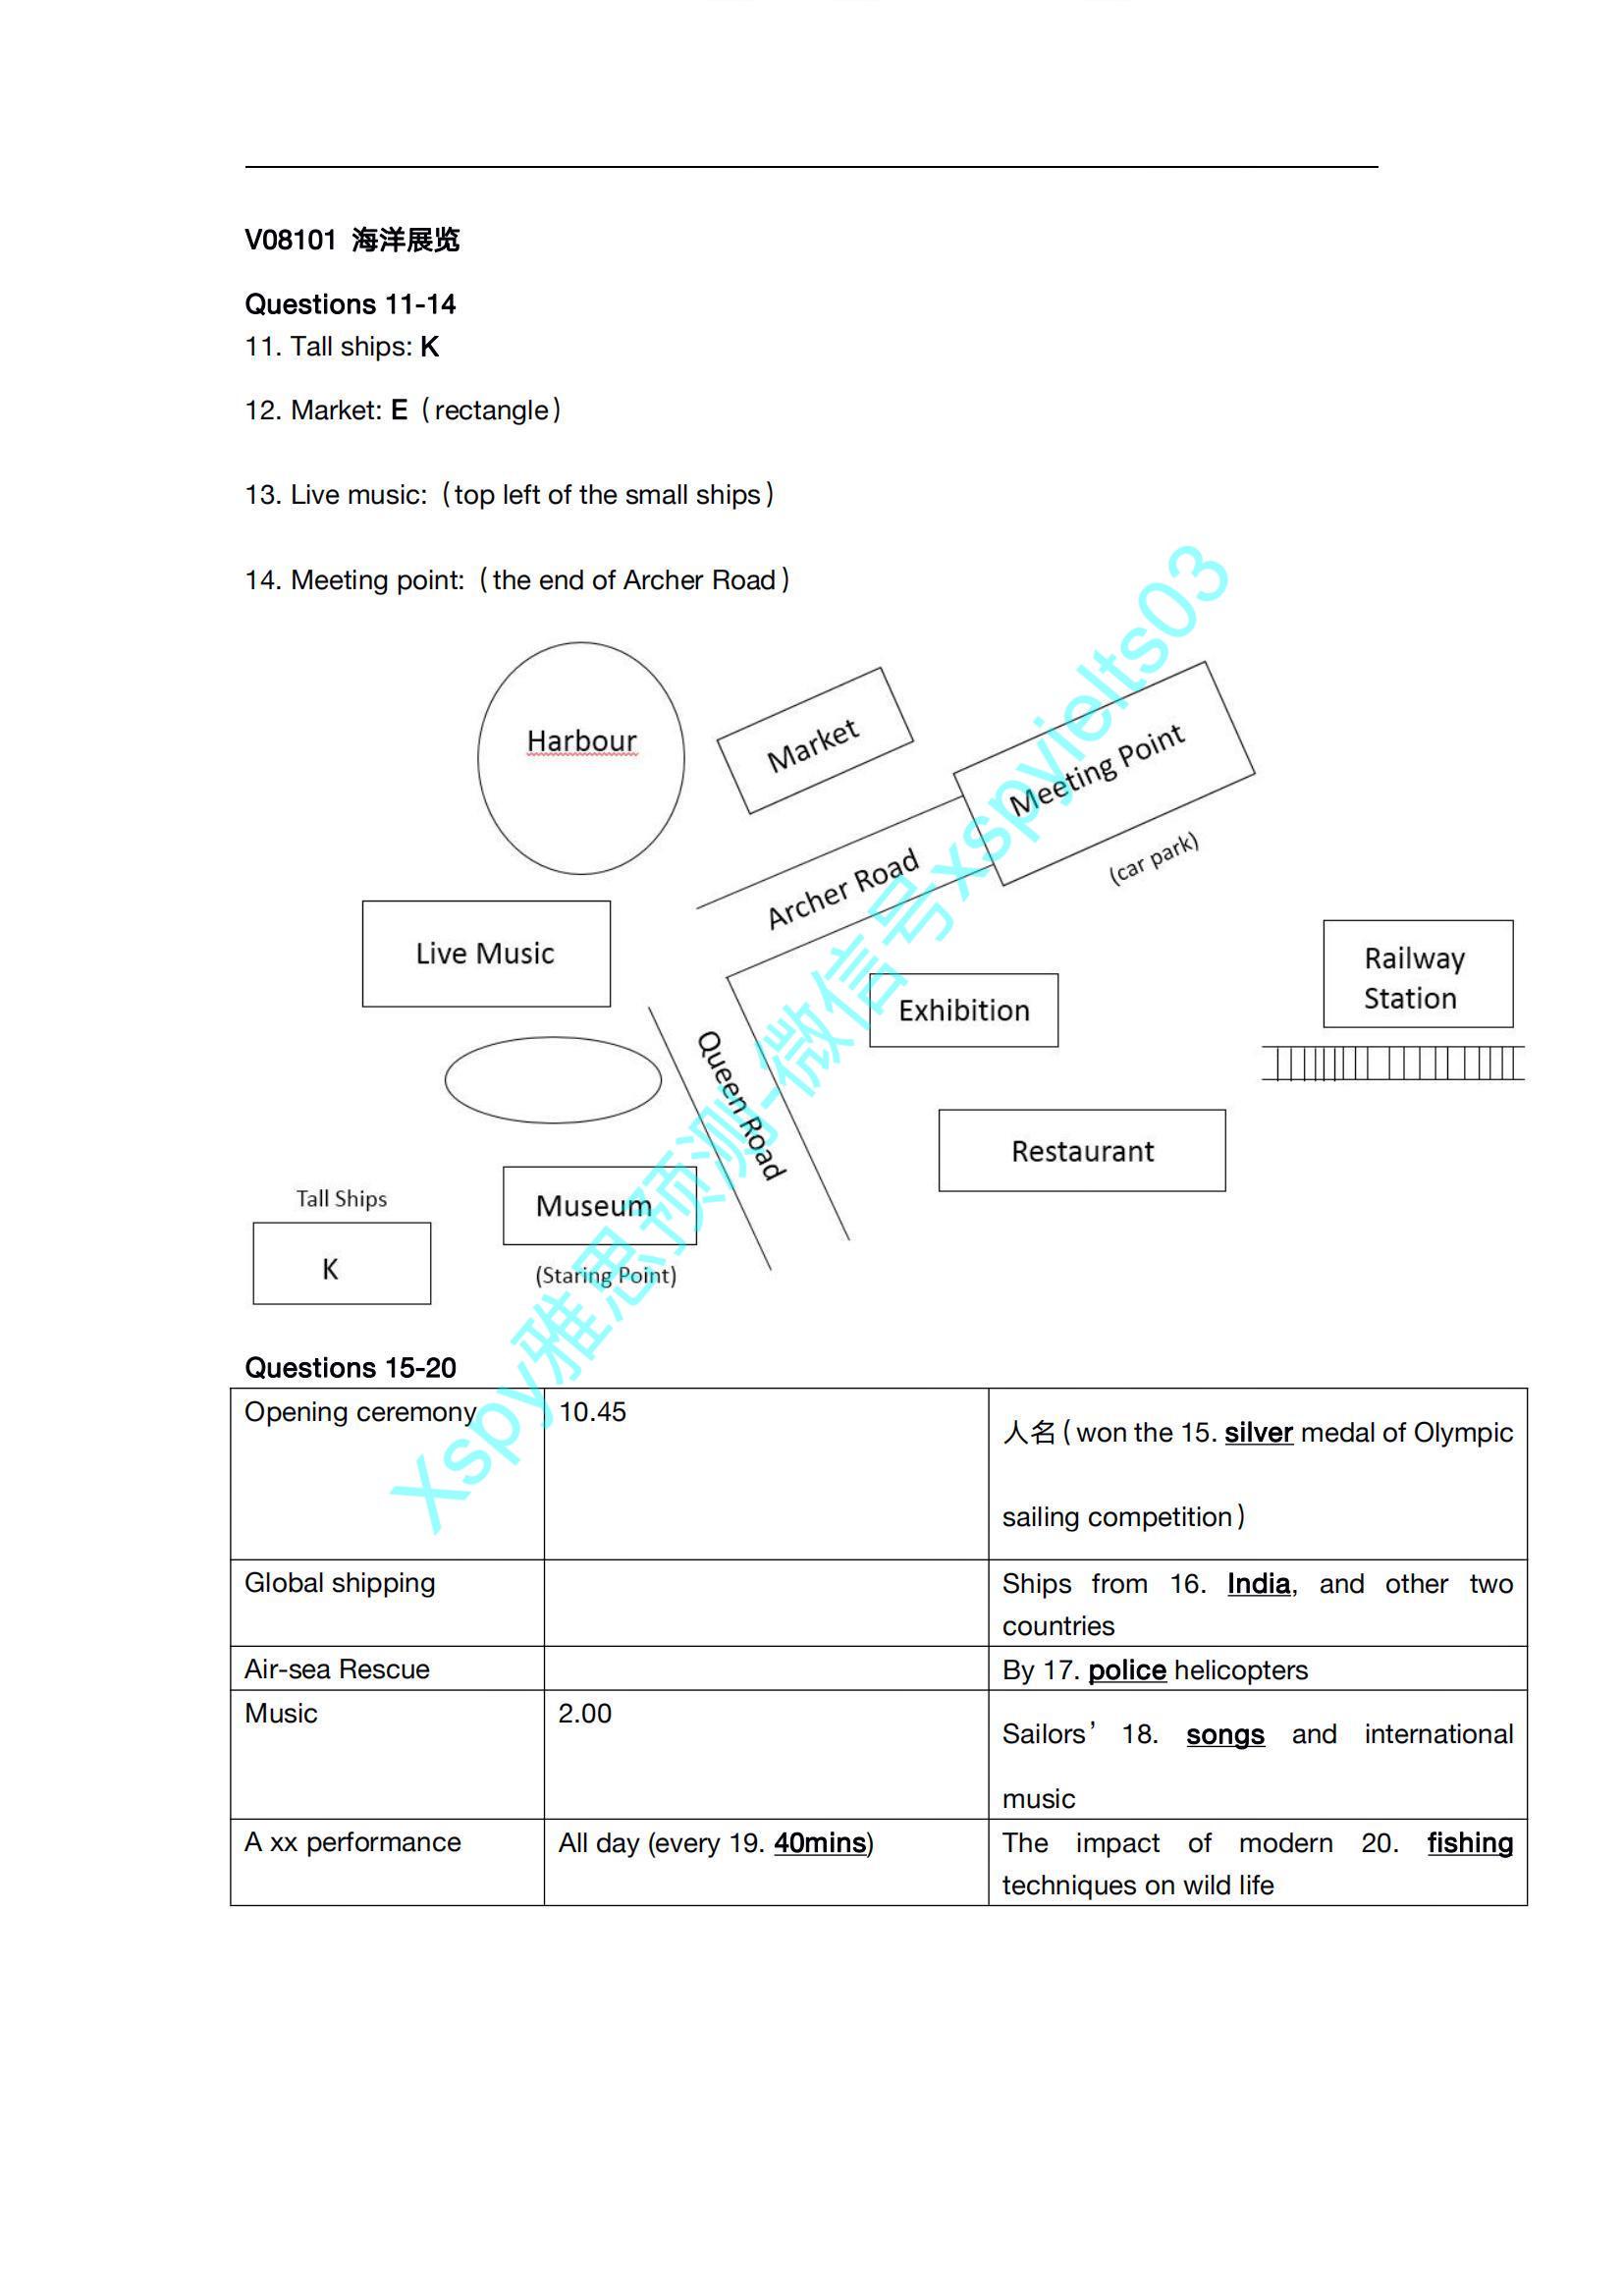 V08101 海洋展览
Questions 11-14
11. Tall ships: K
12. Market: E（rectangle）
13. Live music:（top left of the small ships）
14. Meeting point:（the end of Archer Road）
Harbour
Market
Meeting Point
(car park)
Archer Road
Live Music
Railway
Station
Exhibition
Queen Road
Restaurant
Museum
(Staring Point)
Tall Ships
K
Xspy雅思预测-微信号xspyielts03
Questions 15-20
Opening ceremony 10.45 人名（won the 15. silver medal of Olympic
sailing competition）
Global shipping Ships from 16. India, and other two
countries
Air-sea Rescue By 17. police helicopters
Music 2.00 Sailors’ 18. songs and international
music
A xx performance All day (every 19. 40mins) The impact of modern 20. fishing
techniques on wild life